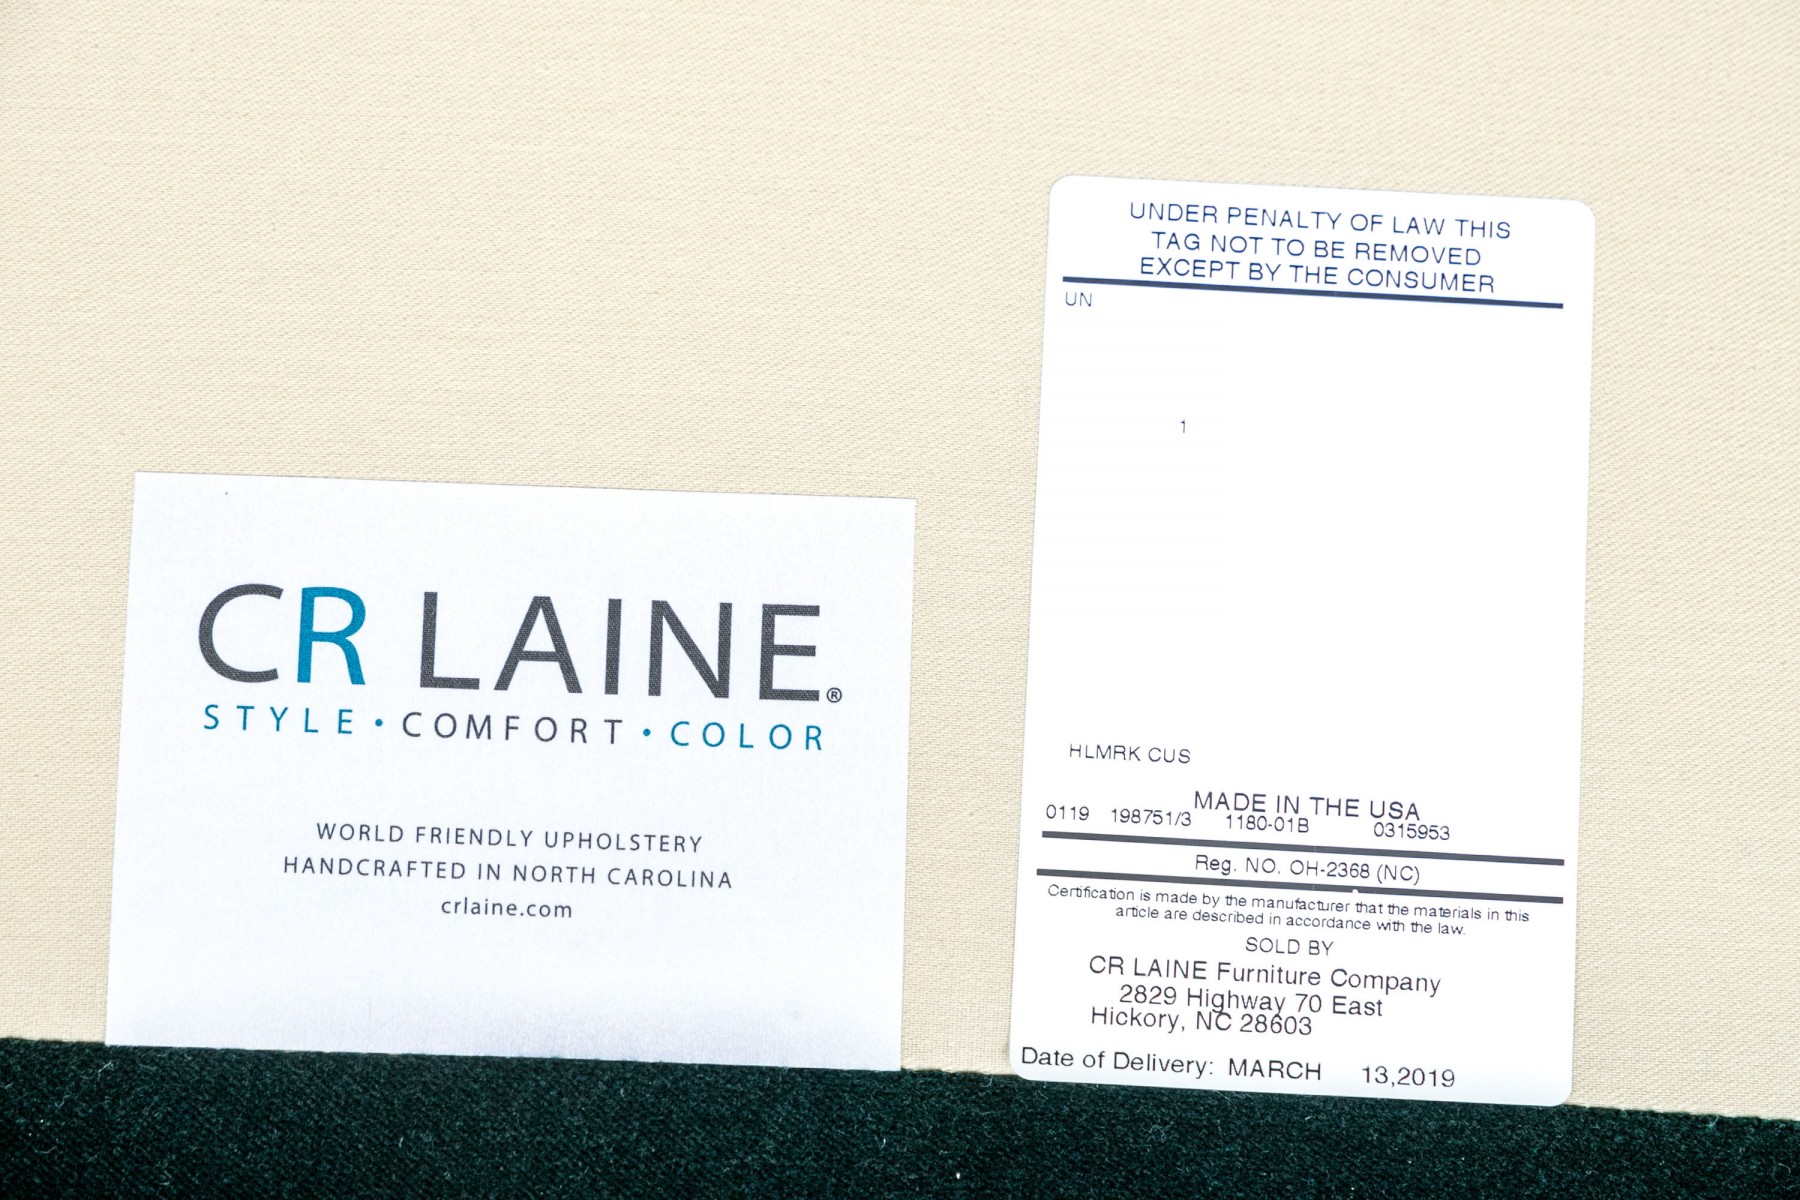 CR LAINE®
STYLE • COMFORT • COLOR
WORLD FRIENDLY UPHOLSTERY
HANDCRAFTED IN NORTH CAROLINA
crlaine.com
UNDER PENALTY OF LAW THIS
TAG NOT TO BE REMOVED
EXCEPT BY THE CONSUMER
UN
1
HLMRK CUS
MADE IN THE USA
0119 198751/3 1180-01B 0315953
Reg. NO. OH-2368 (NC)
Certification is made by the manufacturer that the materials in this
article are described in accordance with the law.
SOLD BY
CR LAINE Furniture Company
2829 Highway 70 East
Hickory, NC 28603
Date of Delivery: MARCH 13,2019